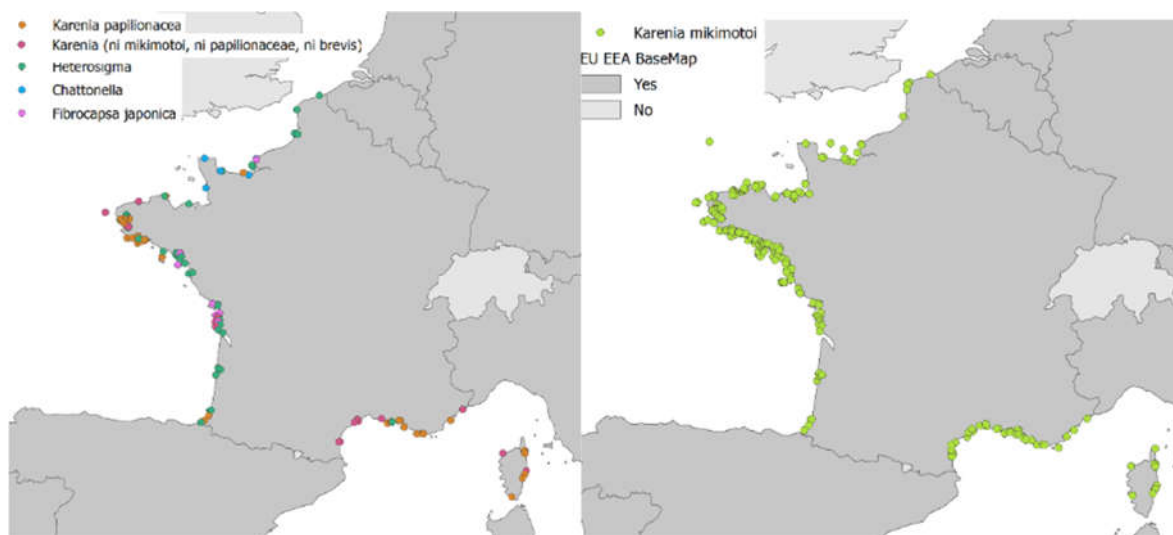 Karenia papilionacea
Karenia (ni mikimotoi, ni papilionaceae, ni brevis)
Heterosigma
Chattonella
Fibrocapsa japonica
Karenia mikimotoi
EU EEA BaseMap
Yes
No